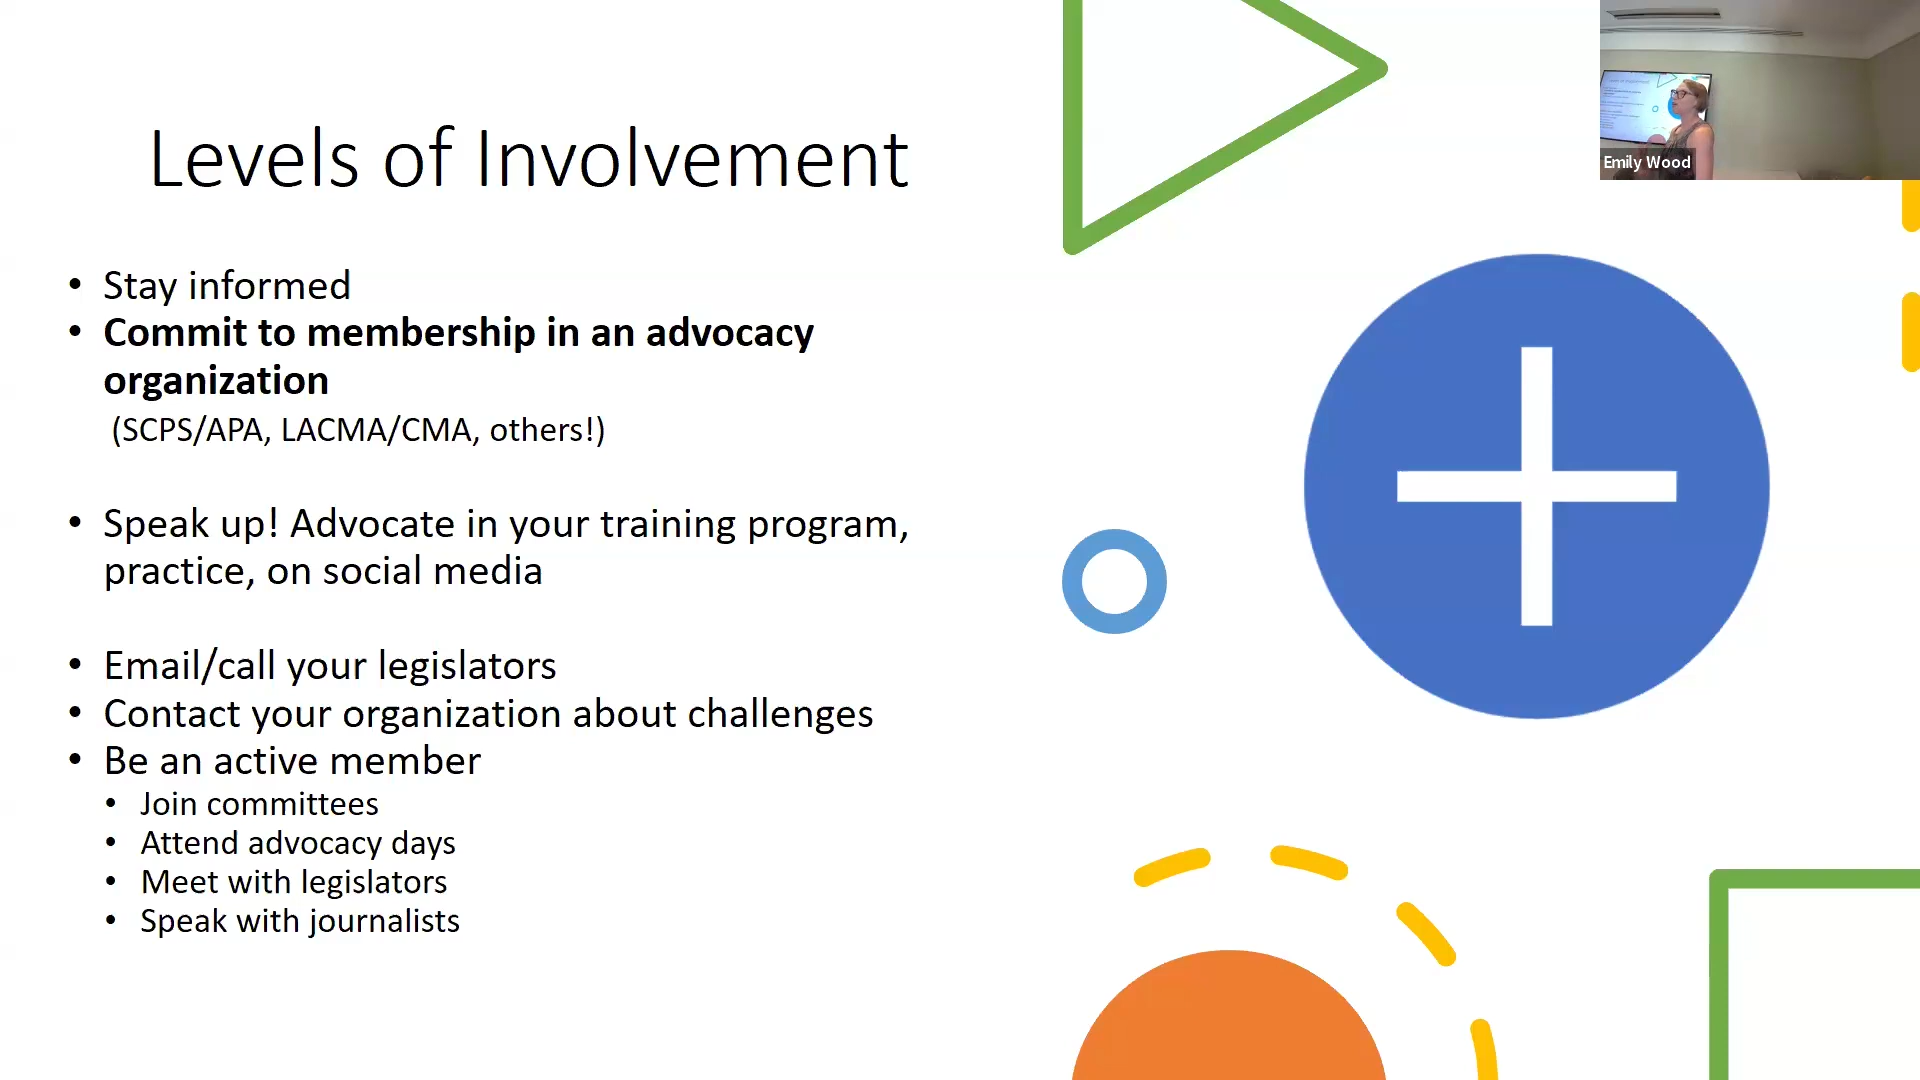 Levels of Involvement
Emily Wood
• Stay informed
• Commit to membership in an advocacy
organization
(SCPS/APA, LACMA/CMA, others!)
• Speak up! Advocate in your training program,
practice, on social media
• Email/call your legislators
• Contact your organization about challenges
• Be an active member
• Join committees
• Attend advocacy days
• Meet with legislators
• Speak with journalists